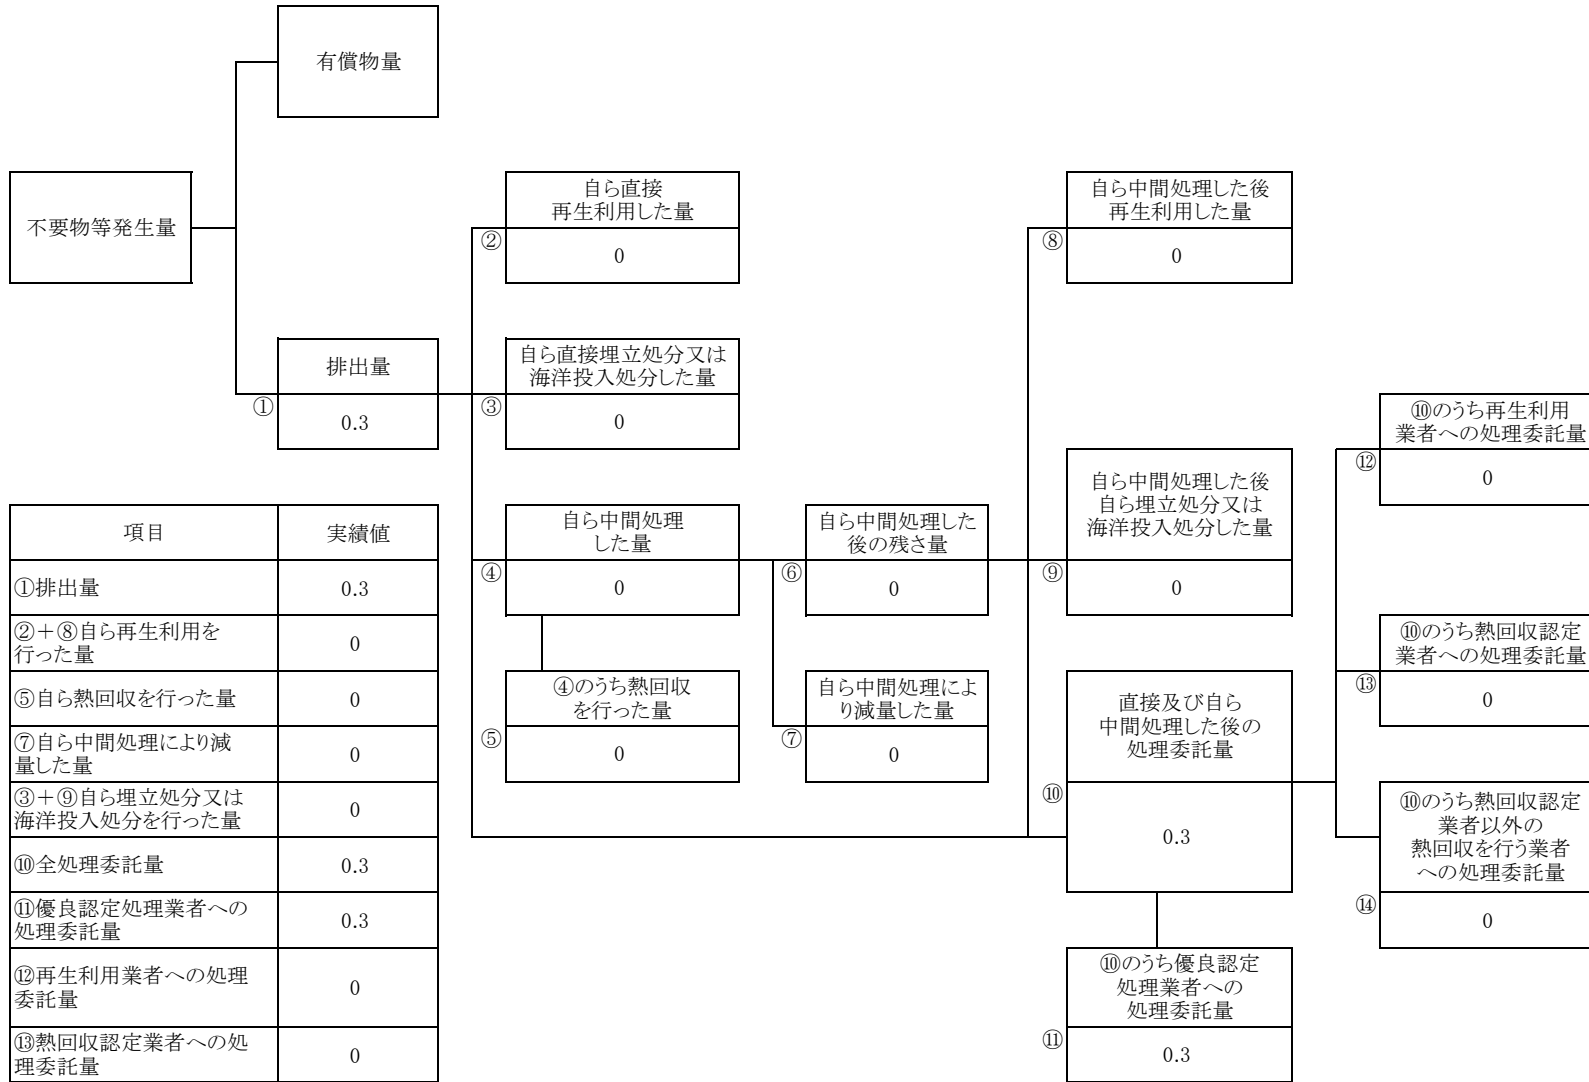 有償物量
不要物等発生量
排出量
①
0.3
自ら直接
再生利用した量
②
0
自ら直接埋立処分又は
海洋投入処分した量
③
0
自ら中間処理
した量
④
0
④のうち熱回収
を行った量
⑤
0
自ら中間処理した
後の残さ量
⑥
0
自ら中間処理によ
り減量した量
⑦
0
自ら中間処理した後
再生利用した量
⑧
0
自ら中間処理した後
自ら埋立処分又は
海洋投入処分した量
⑨
0
直接及び自ら
中間処理した後の
処理委託量
⑩
0.3
⑩のうち優良認定
処理業者への
処理委託量
⑪
0.3
⑩のうち再生利用
業者への処理委託量
⑫
0
⑩のうち熱回収認定
業者への処理委託量
⑬
0
⑩のうち熱回収認定
業者以外の
熱回収を行う業者
への処理委託量
⑭
0
項目 実績値
①排出量 0.3
②+⑧自ら再生利用を
行った量 0
⑤自ら熱回収を行った量 0
⑦自ら中間処理により減
量した量 0
③+⑨自ら埋立処分又は
海洋投入処分を行った量 0
⑩全処理委託量 0.3
⑪優良認定処理業者への
処理委託量 0.3
⑫再生利用業者への処理
委託量 0
⑬熱回収認定業者への処
理委託量 0